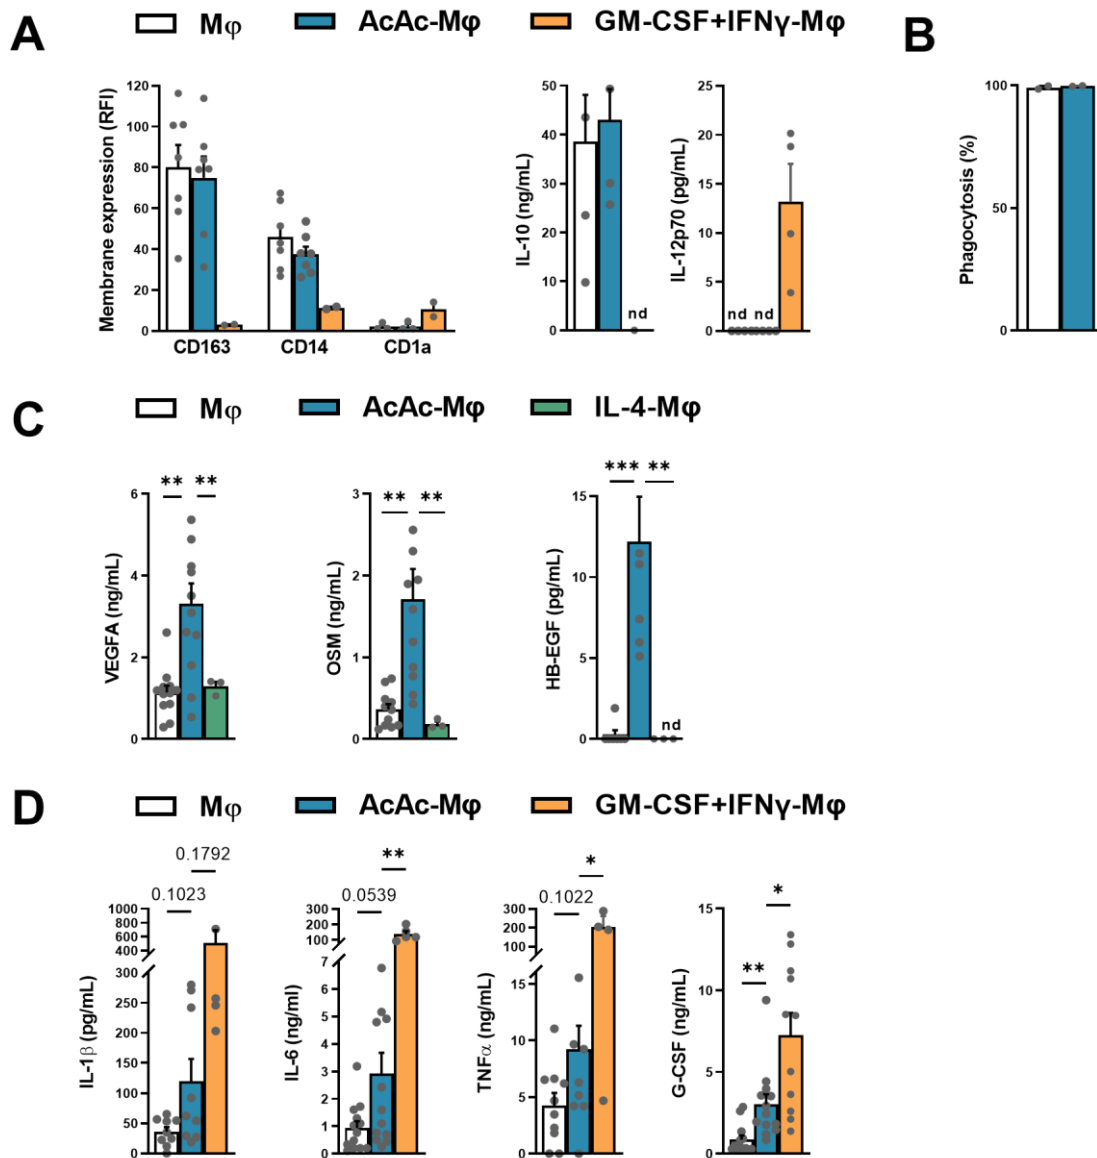 A
Mφ
AcAc-Mφ
GM-CSF+IFNγ-Mφ
B
Membrane expression (RFI)
120
100
80
60
40
20
0
CD163
CD14
CD1a
IL-10 (ng/mL)
50
40
30
20
10
0
nd
IL-12p70 (pg/mL)
25
20
15
10
5
0
nd nd
Phagocytosis (%)
100
50
0
C
Mφ
AcAc-Mφ
IL-4-Mφ
VEGFA (ng/mL)
6
4
2
0
** **
OSM (ng/mL)
3
2
1
0
** **
HB-EGF (pg/mL)
15
10
5
0
*** **
nd
D
Mφ
AcAc-Mφ
GM-CSF+IFNγ-Mφ
IL-1β (pg/mL)
1000
800
600
400
300
250
200
150
100
50
0
0.1023
0.1792
IL-6 (ng/ml)
300
200
100
7
6
5
4
3
2
1
0
0.0539
**
TNFα (ng/mL)
300
200
100
15
10
5
0
0.1022
*
G-CSF (ng/mL)
15
10
5
0
**
*